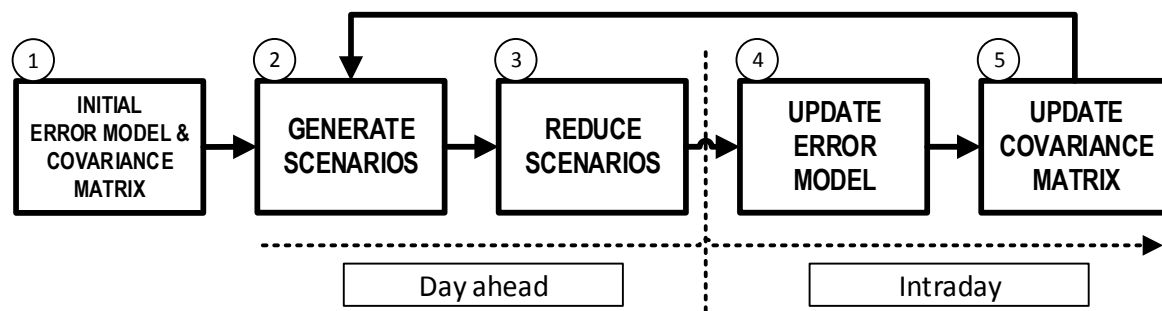 1
INITIAL
ERROR MODEL &
COVARIANCE
MATRIX
2
GENERATE
SCENARIOS
3
REDUCE
SCENARIOS
4
UPDATE
ERROR
MODEL
5
UPDATE
COVARIANCE
MATRIX
Day ahead
Intraday